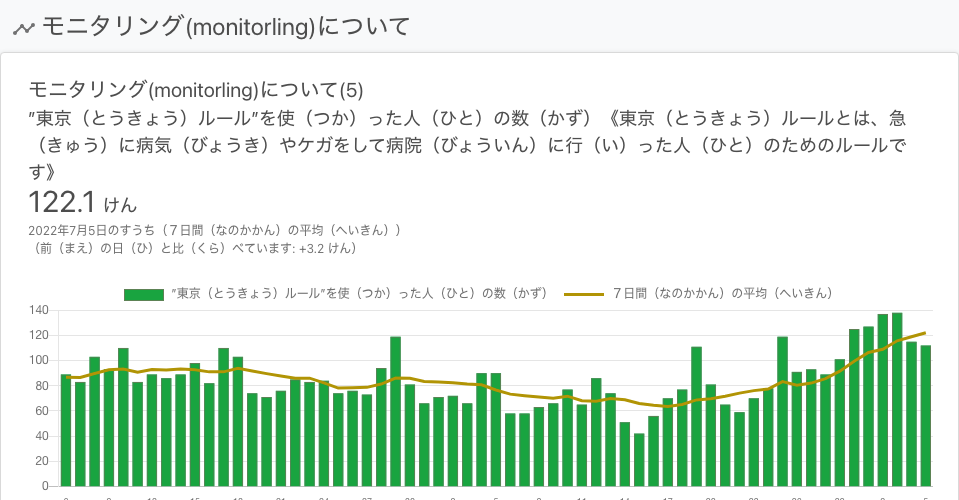 モニタリング(monitorling)について
モニタリング(monitorling)について(5)
”東京（とうきょう）ルール”を使（つか）った人（ひと）の数（かず）《東京（とうきょう）ルールとは、急
（きゅう）に病気（びょうき）やケガをして病院（びょういん）に行（い）った人（ひと）のためのルールで
す》
122.1 けん
2022年7月5日のすうち（７日間（なのかかん）の平均（へいきん））
（前（まえ）の日（ひ）と比（くら）べています: +3.2 けん）
”東京（とうきょう）ルール”を使（つか）った人（ひと）の数（かず） ７日間（なのかかん）の平均（へいきん）
140
120
100
80
60
40
20
0